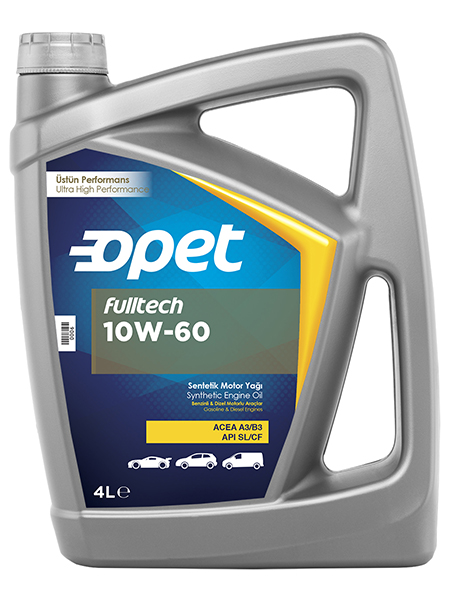 Üstün Performans
Ultra High Performance
opet
fulltech
10W-60
0006
Sentetik Motor Yağı
Synthetic Engine Oil
Benzinli & Dizel Motorlu Araçlar
Gasoline & Diesel Engines
ACEA A3/B3
API SL/CF
4L e